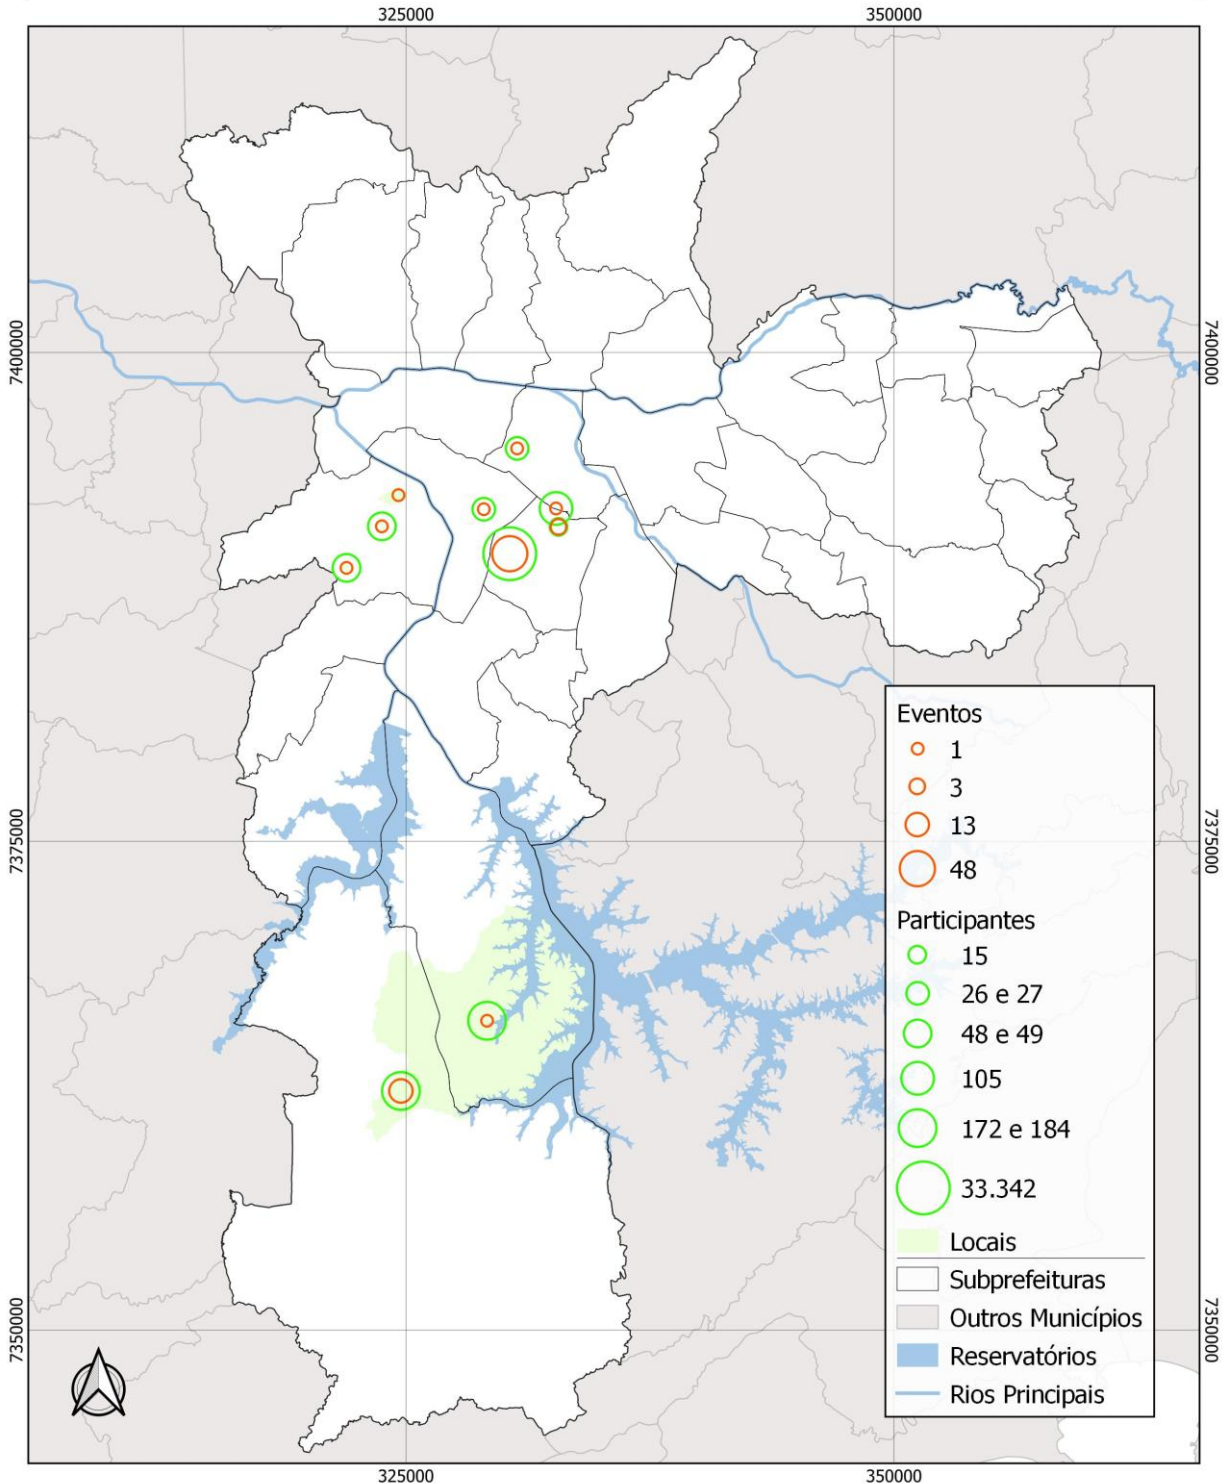 325000
350000
7400000
7400000
7375000
7375000
7350000
7350000
Eventos
1
3
13
48
Participantes
15
26 e 27
48 e 49
105
172 e 184
33.342
Locais
Subprefeituras
Outros Municípios
Reservatórios
Rios Principais
325000
350000